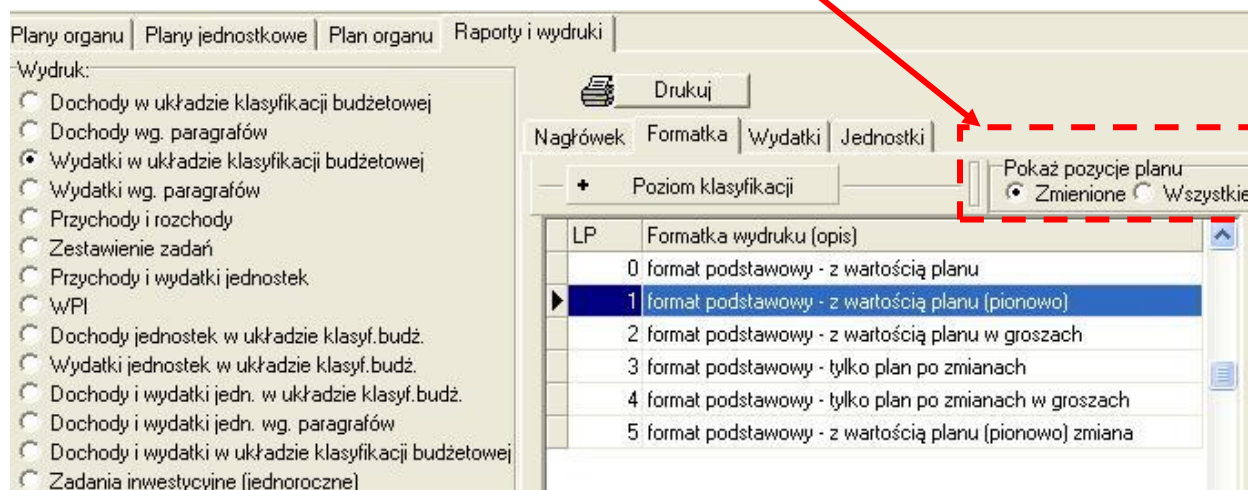 Plany organu Plany jednostkowe Plan organu Raporty i wydruki
Wydruk:
Dochody w układzie klasyfikacji budżetowej
Dochody wg. paragrafów
Wydatki w układzie klasyfikacji budżetowej
Wydatki wg. paragrafów
Przychody i rozchody
Zestawienie zadań
Przychody i wydatki jednostek
WPI
Dochody jednostek w układzie klasyf.budż.
Wydatki jednostek w układzie klasyf.budż.
Dochody i wydatki jedn. w układzie klasyf.budż.
Dochody i wydatki jedn. wg. paragrafów
Dochody i wydatki w układzie klasyfikacji budżetowej
Zadania inwestycyjne (jednoroczne)
Drukuj
Nagłówek Formatka Wydatki Jednostki
+ Poziom klasyfikacji
Pokaż pozycje planu
Zmienione Wszystkie
LP Formatka wydruku (opis)
0 format podstawowy - z wartością planu
1 format podstawowy - z wartością planu (pionowo)
2 format podstawowy - z wartością planu w groszach
3 format podstawowy - tylko plan po zmianach
4 format podstawowy - tylko plan po zmianach w groszach
5 format podstawowy - z wartością planu (pionowo) zmiana